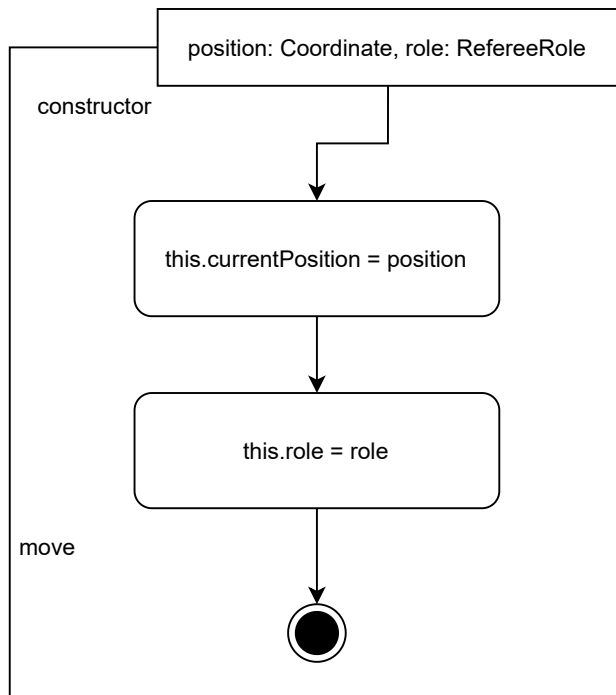 position: Coordinate, role: RefereeRole
constructor
this.currentPosition = position
this.role = role
move